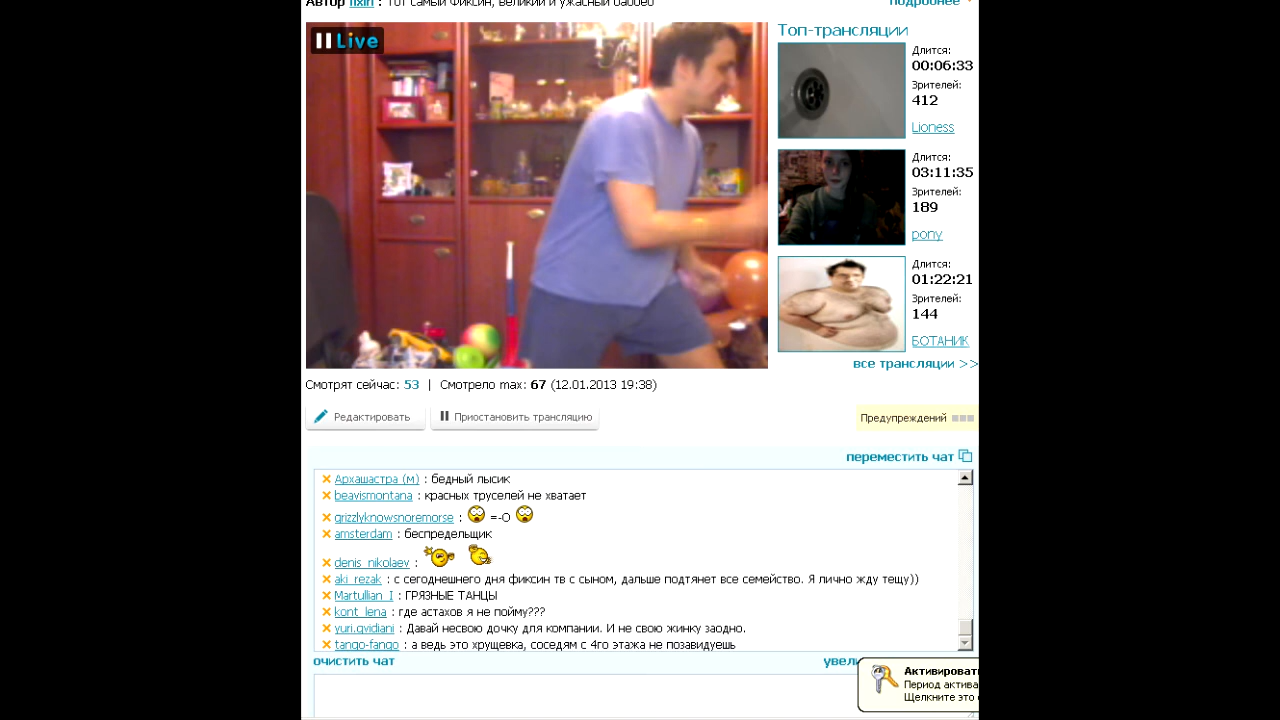 Автор fixin : Тот самый Фиксин, великий и ужасный
подробнее
Live
Топ-трансляции
Длится:
00:06:33
Зрителей:
412
Lioness
Длится:
03:11:35
Зрителей:
189
pony
Длится:
01:22:21
Зрителей:
144
БОТАНИК
все трансляции >>
Смотрят сейчас: 53 | Смотрело max: 67 (12.01.2013 19:38)
Редактировать
Приостановить трансляцию
Предупреждений
переместить чат
Архашастра (м) : бедный лысик
beavismontana : красных труселей не хватает
grizzlyknowsnoremorse : =-O
amsterdam : беспредельщик
denis_nikolaev :
aki_rezak : с сегоднешнего дня фиксин тв с сыном, дальше подтянет все семейство. Я лично жду тещу))
Martullian_I : ГРЯЗНЫЕ ТАНЦЫ
kont_lena : где астахов я не пойму???
yuri.gvidiani : Давай несвою дочку для компании. И не свою жинку заодно.
tango-fango : а ведь это хрущевка, соседям с 4го этажа не позавидуешь
очистить чат
увели
Активироват
Период актива
Щелкните это